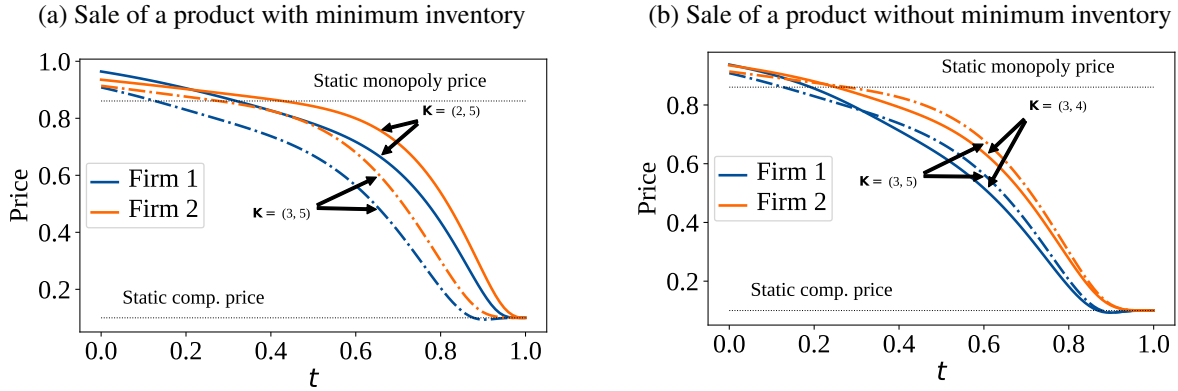 (a) Sale of a product with minimum inventory
1.0
0.8
0.6
0.4
0.2
Price
Static monopoly price
K = (2, 5)
Firm 1
Firm 2
K = (3, 5)
Static comp. price
0.0 0.2 0.4 0.6 0.8 1.0
t
(b) Sale of a product without minimum inventory
0.8
0.6
0.4
0.2
Price
Static monopoly price
K = (3, 4)
Firm 1
Firm 2
K = (3, 5)
Static comp. price
0.0 0.2 0.4 0.6 0.8 1.0
t